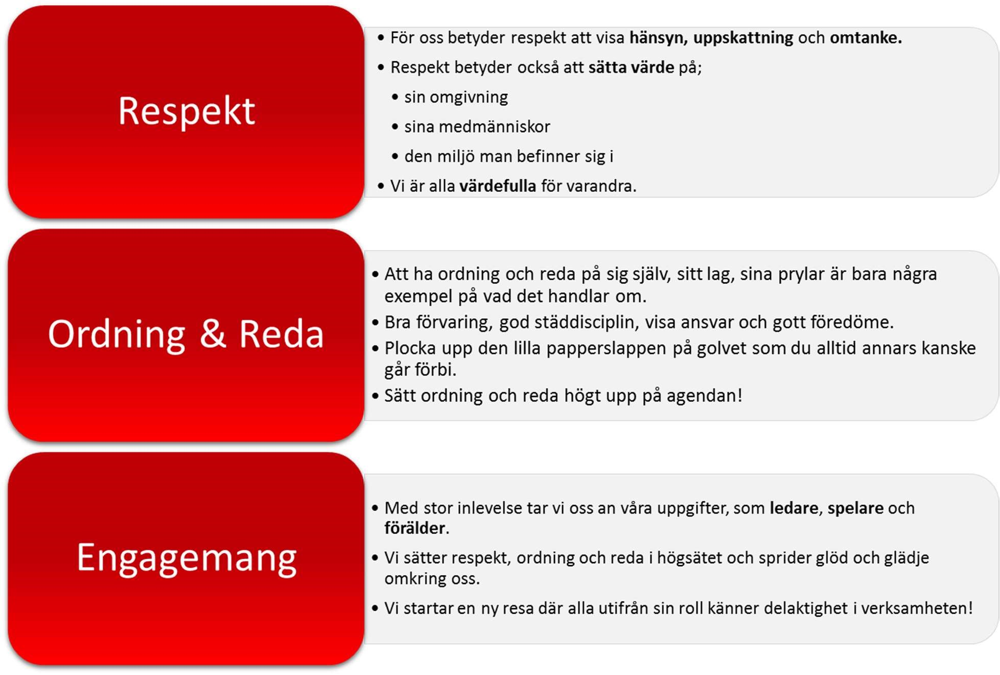 Respekt
• För oss betyder respekt att visa hänsyn, uppskattning och omtanke.
• Respekt betyder också att sätta värde på;
• sin omgivning
• sina medmänniskor
• den miljö man befinner sig i
• Vi är alla värdefulla för varandra.
Ordning & Reda
• Att ha ordning och reda på sig själv, sitt lag, sina prylar är bara några
exempel på vad det handlar om.
• Bra förvaring, god städdisciplin, visa ansvar och gott föredöme.
• Plocka upp den lilla papperslappen på golvet som du alltid annars kanske
går förbi.
• Sätt ordning och reda högt upp på agendan!
Engagemang
• Med stor inlevelse tar vi oss an våra uppgifter, som ledare, spelare och
förälder.
• Vi sätter respekt, ordning och reda i högsätet och sprider glöd och glädje
omkring oss.
• Vi startar en ny resa där alla utifrån sin roll känner delaktighet i verksamheten!